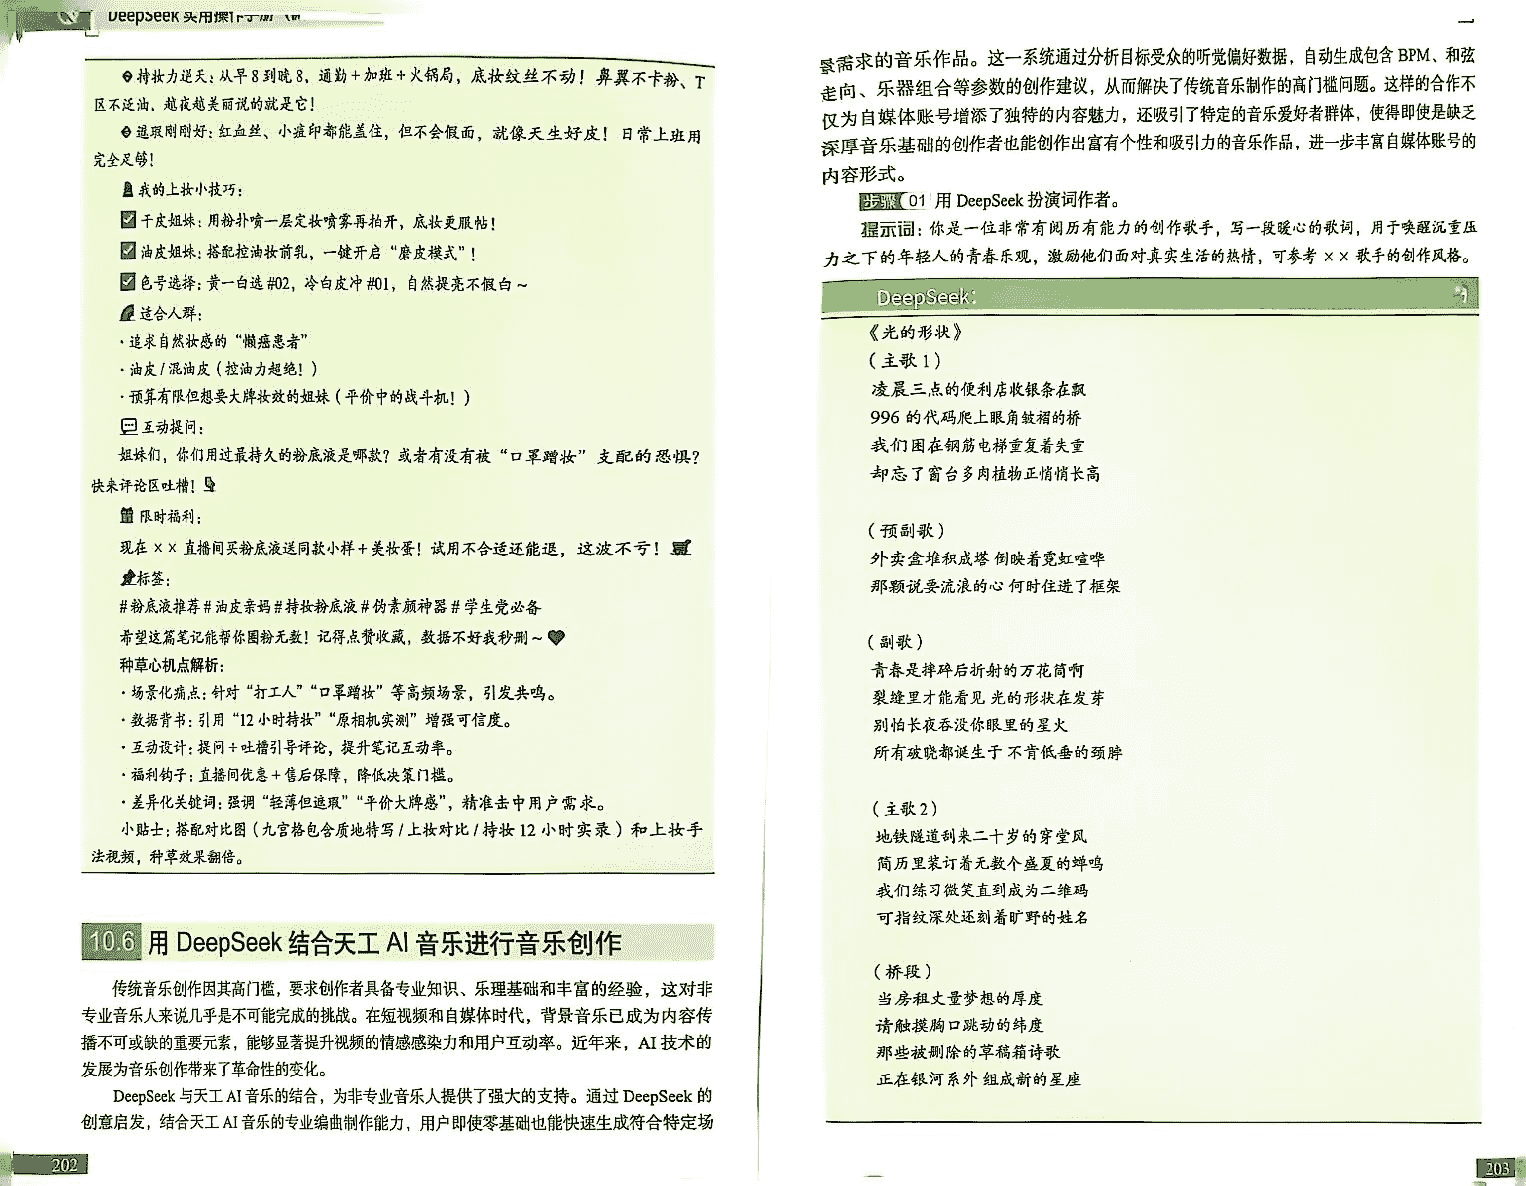 DeepSeek 实用操作手册
持妆力逆天：从早 8 到晚 8，通勤＋加班＋火锅局，底妆纹丝不动！鼻翼不卡粉、T
区不泛油，越夜越美丽说的就是它！
遮瑕刚刚好：红血丝、小痘印都能盖住，但不会假面，就像天生好皮！日常上班用
完全足够！
我的上妆小技巧：
干皮姐妹：用粉扑喷一层定妆喷雾再拍开，底妆更服帖！
油皮姐妹：搭配控油妆前乳，一键开启“磨皮模式”！
色号选择：黄一白选 #02，冷白皮冲 #01，自然提亮不假白～
适合人群：
·追求自然妆感的“懒癌患者”
·油皮/混油皮（控油力超绝！）
·预算有限但想要大牌妆效的姐妹（平价中的战斗机！）
互动提问：
姐妹们，你们用过最持久的粉底液是哪款？或者有没有被“口罩蹭妆”支配的恐惧？
快来评论区吐槽！
限时福利：
现在 ×× 直播间买粉底液送同款小样＋美妆蛋！试用不合适还能退，这波不亏！
标签：
#粉底液推荐#油皮亲妈#持妆粉底液#伪素颜神器#学生党必备
希望这篇笔记能帮你圈粉无数！记得点赞收藏，数据不好我秒删～
种草心机点解析：
·场景化痛点：针对“打工人”“口罩蹭妆”等高频场景，引发共鸣。
·数据背书：引用“12 小时持妆”“原相机实测”增强可信度。
·互动设计：提问＋吐槽引导评论，提升笔记互动率。
·福利钩子：直播间优惠＋售后保障，降低决策门槛。
·差异化关键词：强调“轻薄但遮瑕”“平价大牌感”，精准击中用户需求。
小贴士：搭配对比图（九宫格包含质地特写/上妆对比/持妆 12 小时实录）和上妆手
法视频，种草效果翻倍。
10.6 用 DeepSeek 结合天工 AI 音乐进行音乐创作
传统音乐创作因其高门槛，要求创作者具备专业知识、乐理基础和丰富的经验，这对非
专业音乐人来说几乎是不可能完成的挑战。在短视频和自媒体时代，背景音乐已成为内容传
播不可或缺的重要元素，能够显著提升视频的情感感染力和用户互动率。近年来，AI 技术的
发展为音乐创作带来了革命性的变化。
DeepSeek 与天工 AI 音乐的结合，为非专业音乐人提供了强大的支持。通过 DeepSeek 的
创意启发，结合天工 AI 音乐的专业编曲制作能力，用户即使零基础也能快速生成符合特定场
202
景需求的音乐作品。这一系统通过分析目标受众的听觉偏好数据，自动生成包含 BPM、和弦
走向、乐器组合等参数的创作建议，从而解决了传统音乐制作的高门槛问题。这样的合作不
仅为自媒体账号增添了独特的内容魅力，还吸引了特定的音乐爱好者群体，使得即使是缺乏
深厚音乐基础的创作者也能创作出富有个性和吸引力的音乐作品，进一步丰富自媒体账号的
内容形式。
步骤 01 用 DeepSeek 扮演词作者。
提示词：你是一位非常有阅历有能力的创作歌手，写一段暖心的歌词，用于唤醒沉重压
力之下的年轻人的青春乐观，激励他们面对真实生活的热情，可参考 ×× 歌手的创作风格。
DeepSeek：
《光的形状》
（主歌 1）
凌晨三点的便利店收银条在飘
996 的代码爬上眼角皱褶的桥
我们困在钢筋电梯重复着失重
却忘了窗台多肉植物正悄悄长高
（预副歌）
外卖盒堆积成塔 倒映着霓虹喧哗
那颗说要流浪的心 何时住进了框架
（副歌）
青春是摔碎后折射的万花筒啊
裂缝里才能看见 光的形状在发芽
别怕长夜吞没你眼里的星火
所有破晓都诞生于 不肯低垂的颈脖
（主歌 2）
地铁隧道刮来二十岁的穿堂风
简历里装订着无数个盛夏的蝉鸣
我们练习微笑直到成为二维码
可指纹深处还刻着旷野的姓名
（桥段）
当房租丈量梦想的厚度
请触摸胸口跳动的纬度
那些被删除的草稿箱诗歌
正在银河系外 组成新的星座
203